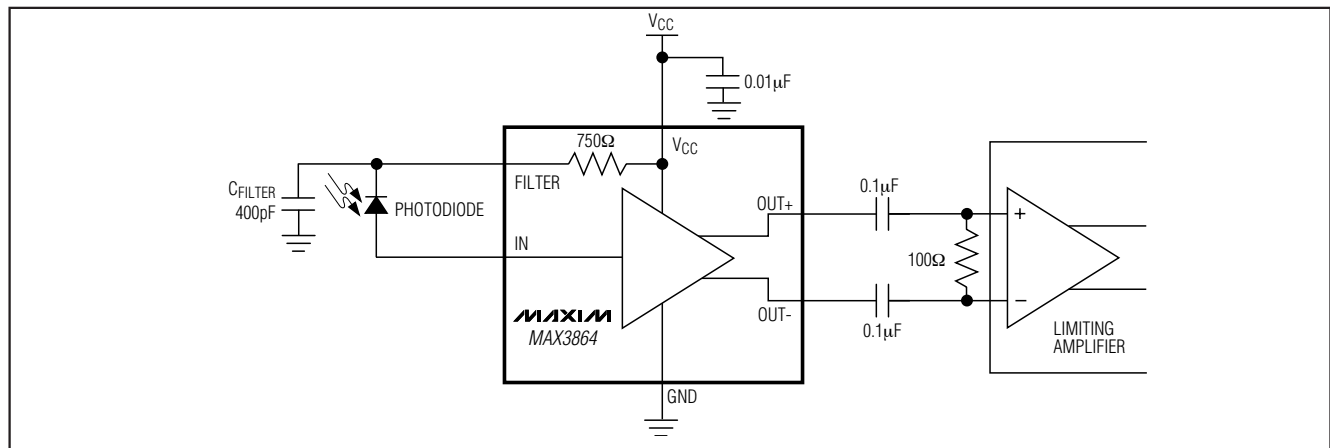 VCC
0.01μF
750Ω
VCC
FILTER
CFILTER
400pF
PHOTODIODE
IN
OUT+
0.1μF
+
100Ω
−
OUT-
0.1μF
MAXIM
MAX3864
LIMITING
AMPLIFIER
GND